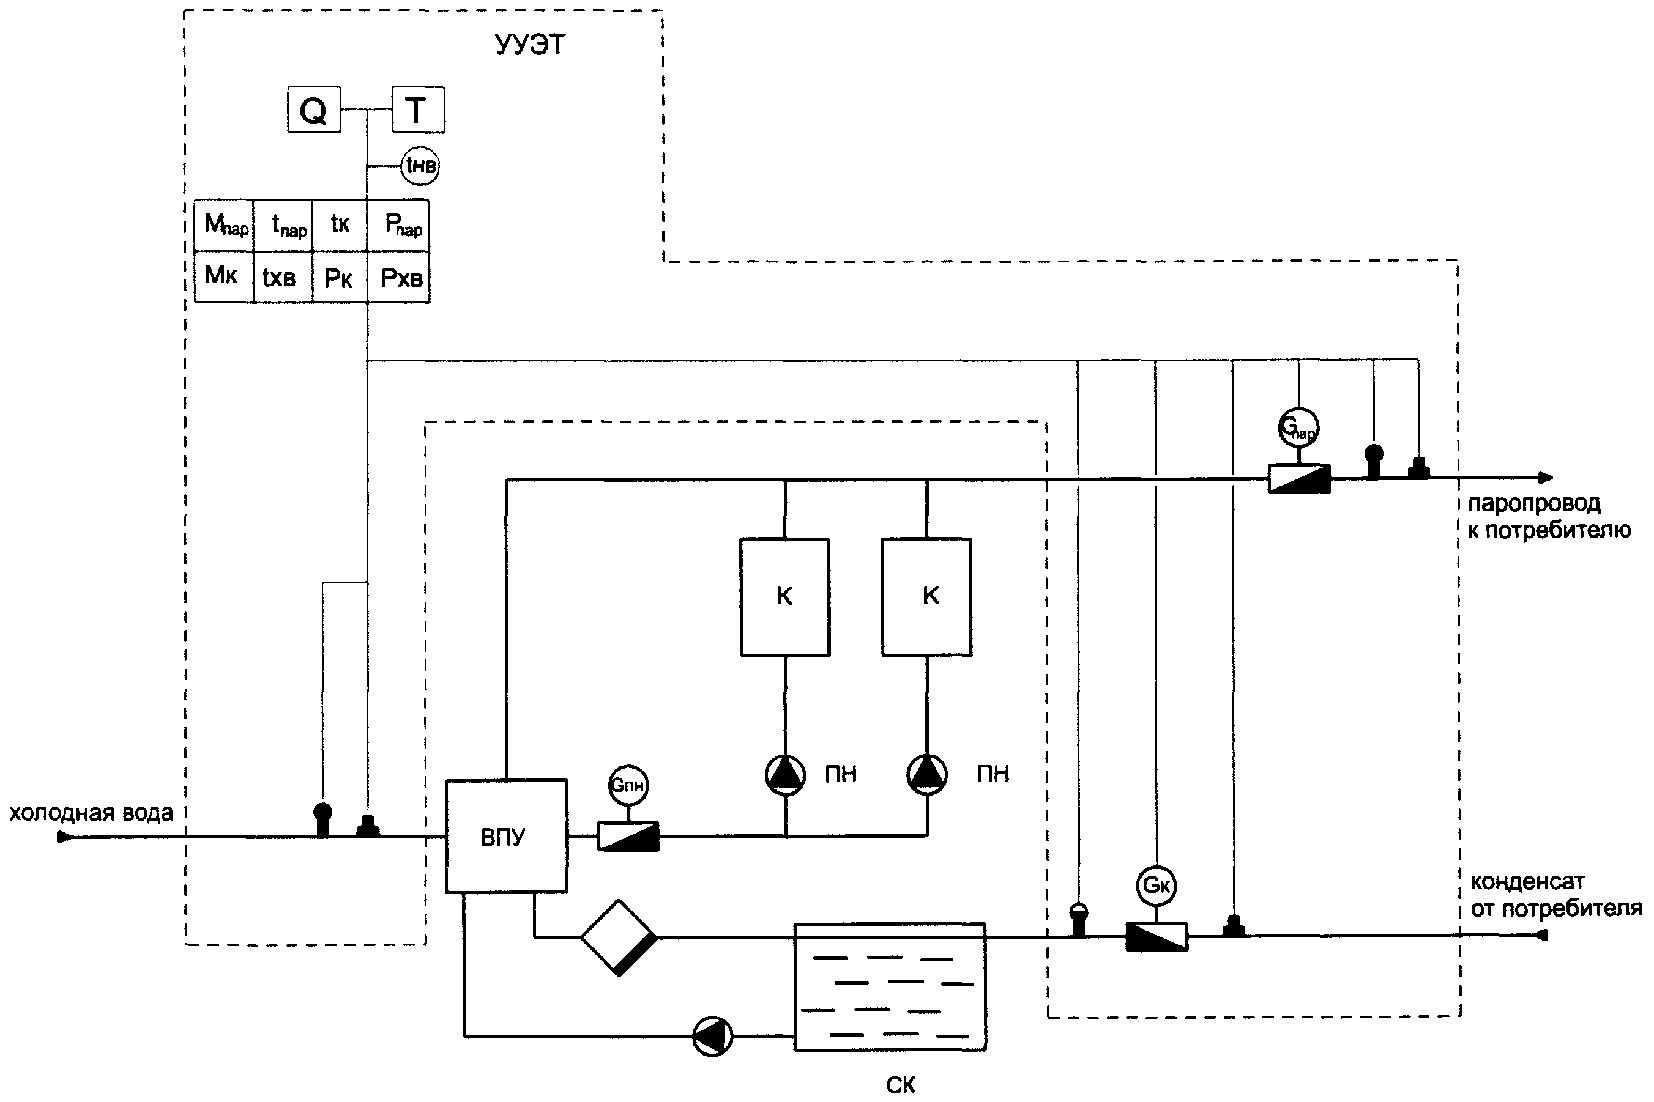 УУЭТ
Q T
tнв
Mпар tпар tк Pпар
Mк tхв Pк Pхв
Gпар
паропровод
к потребителю
К К
ПН ПН
Gпн
холодная вода
ВПУ
Gк
конденсат
от потребителя
СК